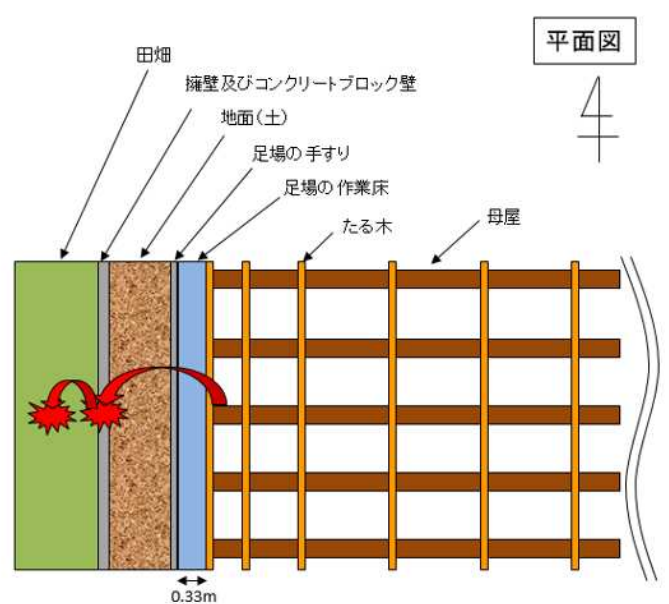 平面図
田畑
擁壁及びコンクリートブロック壁
地面(土)
足場の手すり
足場の作業床
たる木
母屋
0.33m